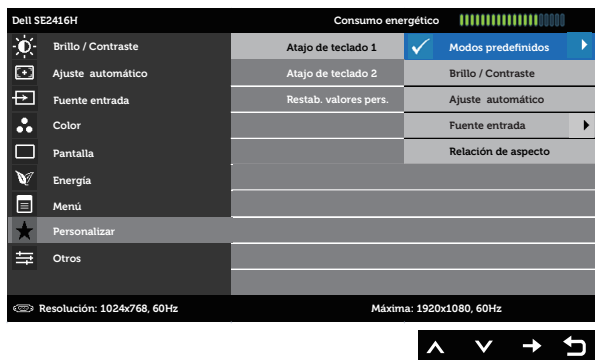 Dell SE2416H Consumo energético
Brillo / Contraste Atajo de teclado 1 Modos predefinidos
Ajuste automático Atajo de teclado 2 Brillo / Contraste
Fuente entrada Restab. valores pers. Ajuste automático
Color Fuente entrada
Pantalla Relación de aspecto
Energía
Menú
Personalizar
Otros
Resolución: 1024x768, 60Hz Máxima: 1920x1080, 60Hz